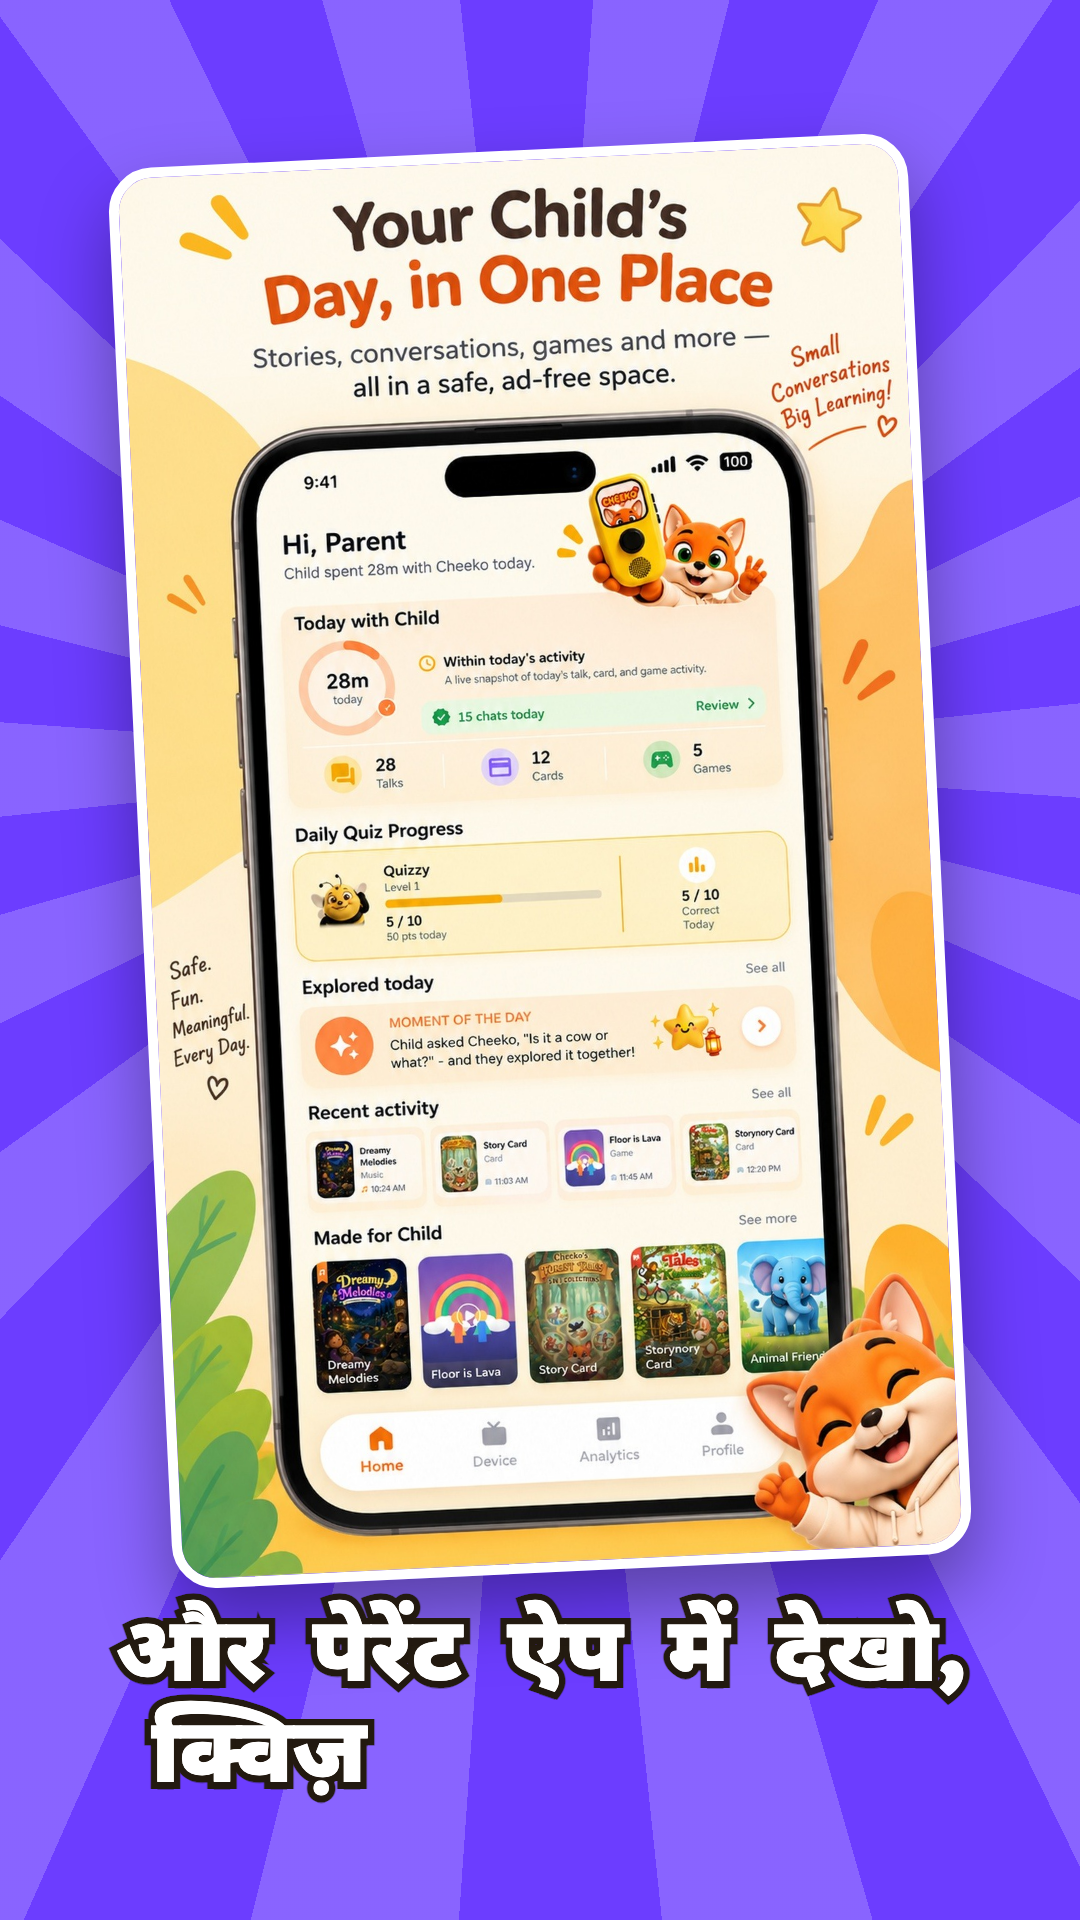 Your Child's
Day, in One Place
Stories, conversations, games and more —
all in a safe, ad-free space.
Small
Conversations
Big Learning!
9:41
100
CHEEKO
Hi, Parent
Child spent 28m with Cheeko today.
Today with Child
28m
today
Within today's activity
A live snapshot of today's talk, card, and game activity.
15 chats today
Review
28
Talks
12
Cards
5
Games
Daily Quiz Progress
Quizzy
Level 1
5 / 10
50 pts today
5 / 10
Correct
Today
Safe.
Fun.
Meaningful.
Every Day.
Explored today
See all
MOMENT OF THE DAY
Child asked Cheeko, "Is it a cow or
what?" - and they explored it together!
Recent activity
See all
Dreamy
Melodies
Music
10:24 AM
Story Card
Card
11:03 AM
Floor is Lava
Game
11:45 AM
Storynory Card
Card
12:20 PM
Made for Child
See more
Dreamy
Melodies
Dreamy
Melodies
Floor is Lava
Cheeko's
FOREST TALES
Story Card
Tales
Storynory
Card
Animal Friend
Home
Device
Analytics
Profile
और पेरेंट ऐप में देखो,
क्विज़